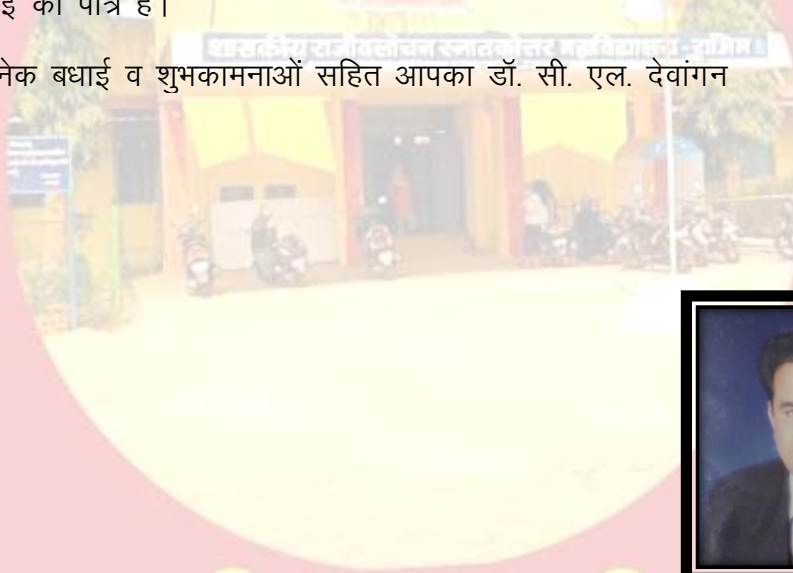 ई का पात्र है।
शासकीय राजीवलोचन स्नातकोत्तर महाविद्यालय - राजिम
नेक बधाई व शुभकामनाओं सहित आपका डॉ. सी. एल. देवांगन